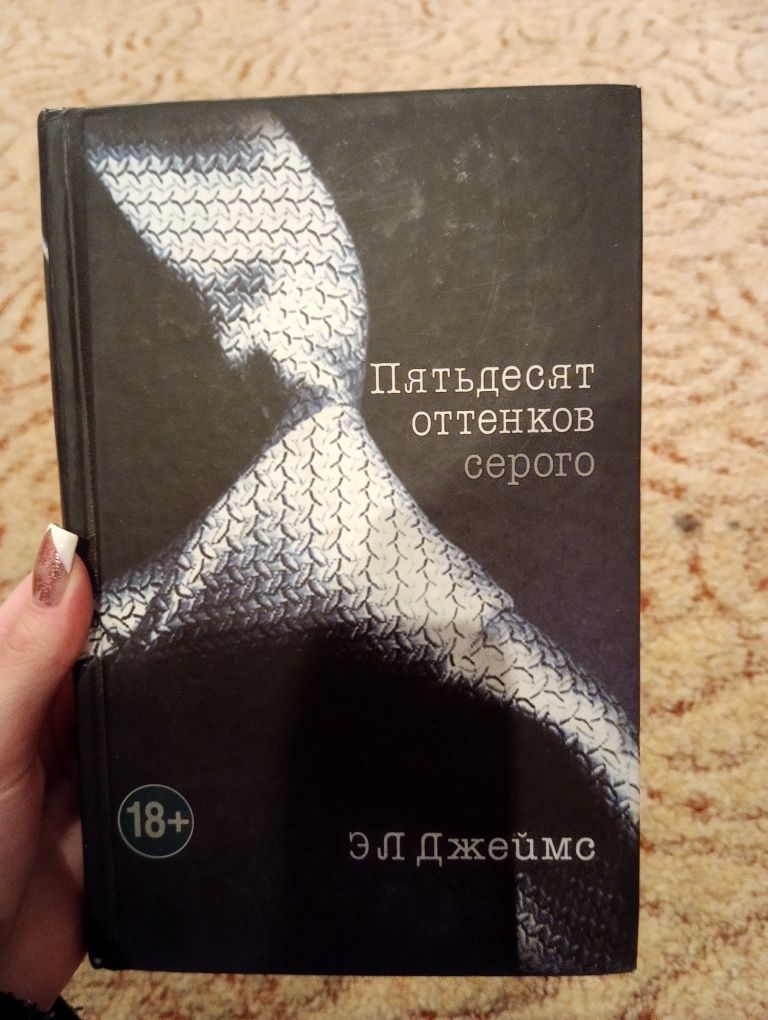 Пятьдесят
оттенков
серого
18+
Э Л Джеймс